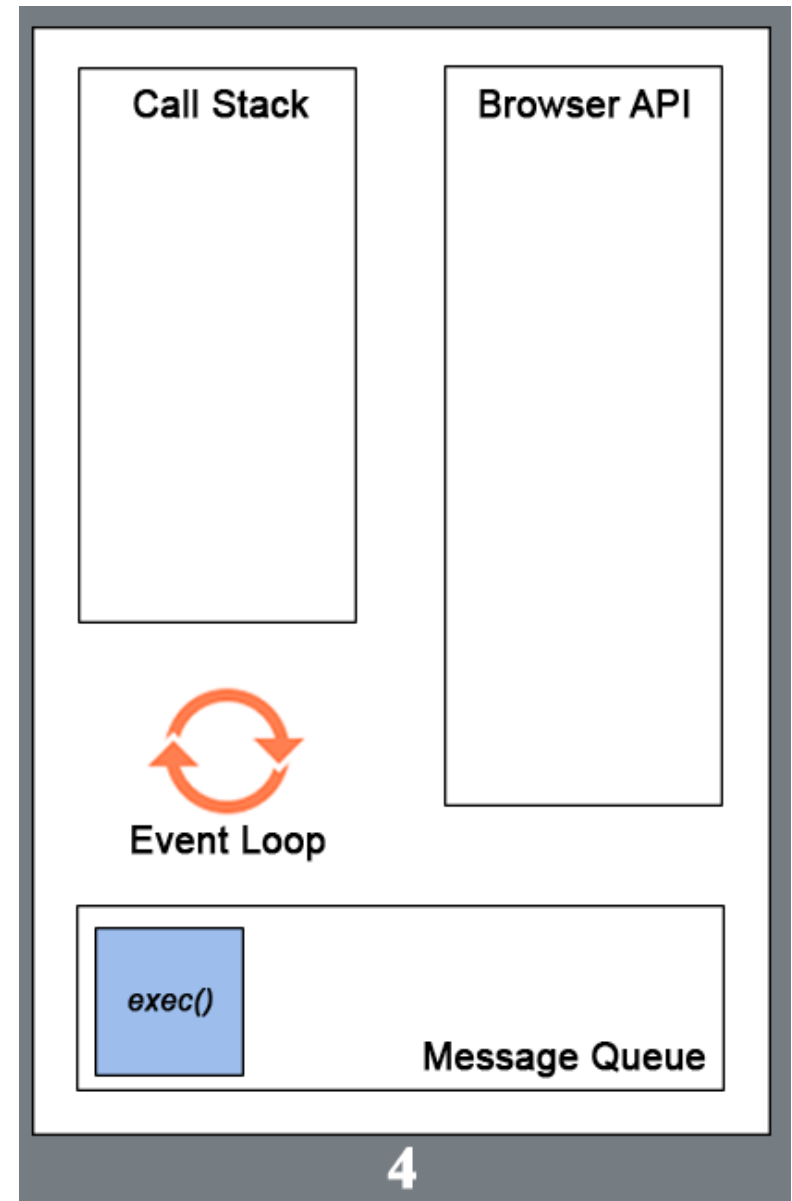 Call Stack
Browser API
Event Loop
exec()
Message Queue
4